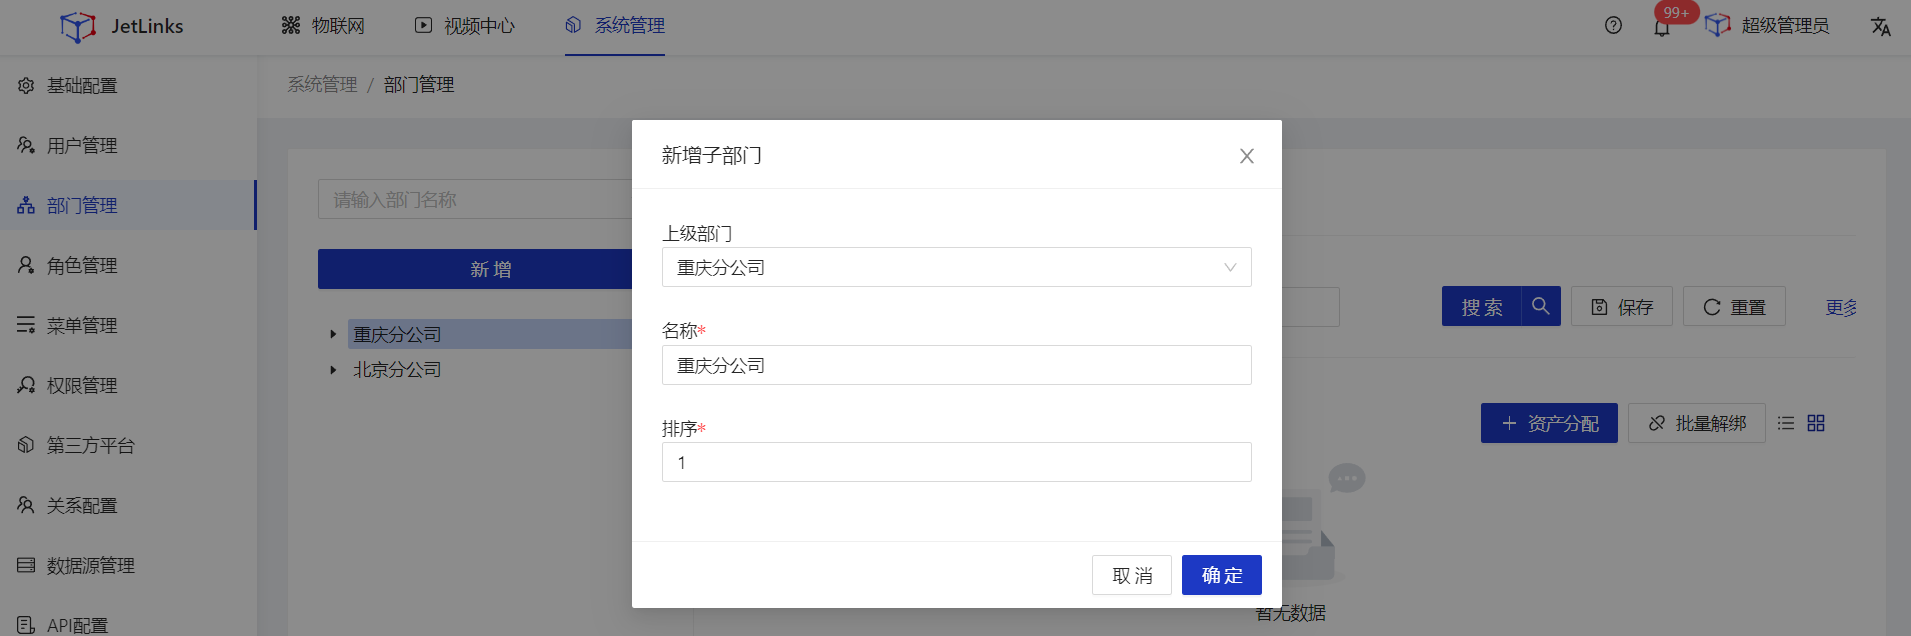 JetLinks
物联网
视频中心
系统管理
99+
超级管理员
基础配置
用户管理
部门管理
角色管理
菜单管理
权限管理
第三方平台
关系配置
数据源管理
API配置
系统管理 / 部门管理
请输入部门名称
新增
重庆分公司
北京分公司
搜索
保存
重置
更多
资产分配
批量解绑
暂无数据
新增子部门
上级部门
重庆分公司
名称*
重庆分公司
排序*
1
取消
确定